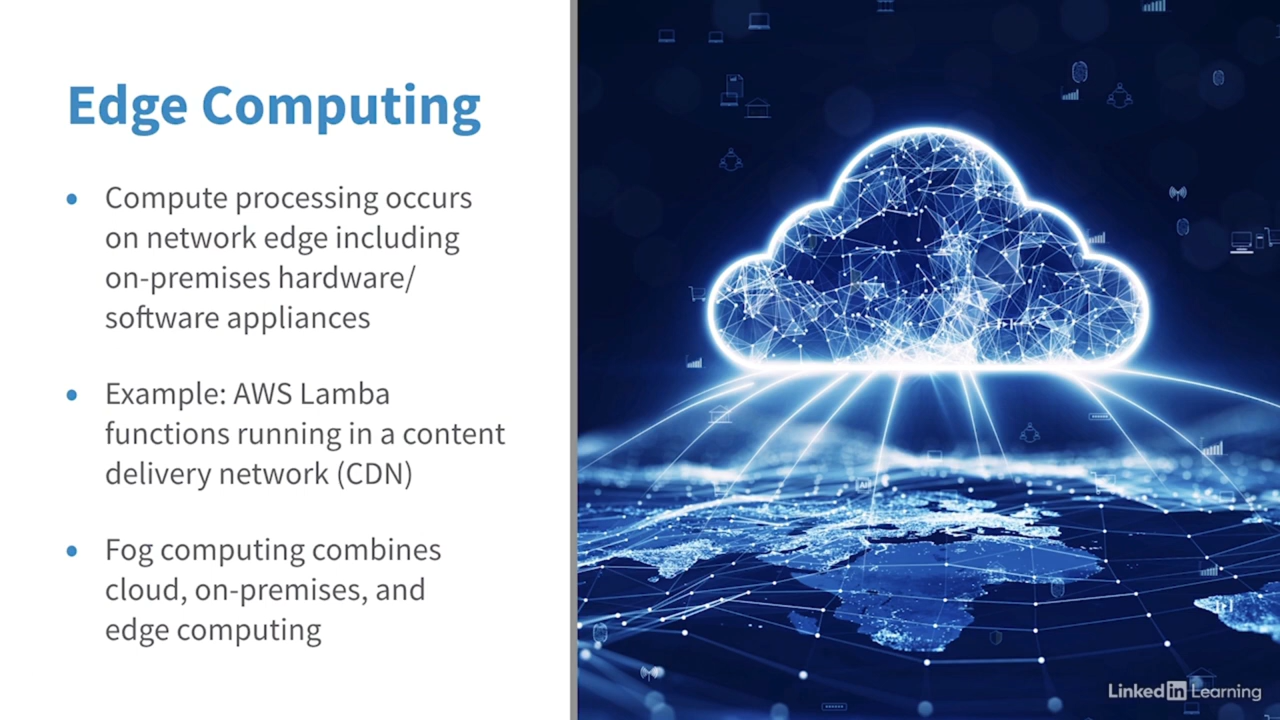 Edge Computing
• Compute processing occurs
on network edge including
on-premises hardware/
software appliances
• Example: AWS Lamba
functions running in a content
delivery network (CDN)
• Fog computing combines
cloud, on-premises, and
edge computing
AI
LinkedIn Learning